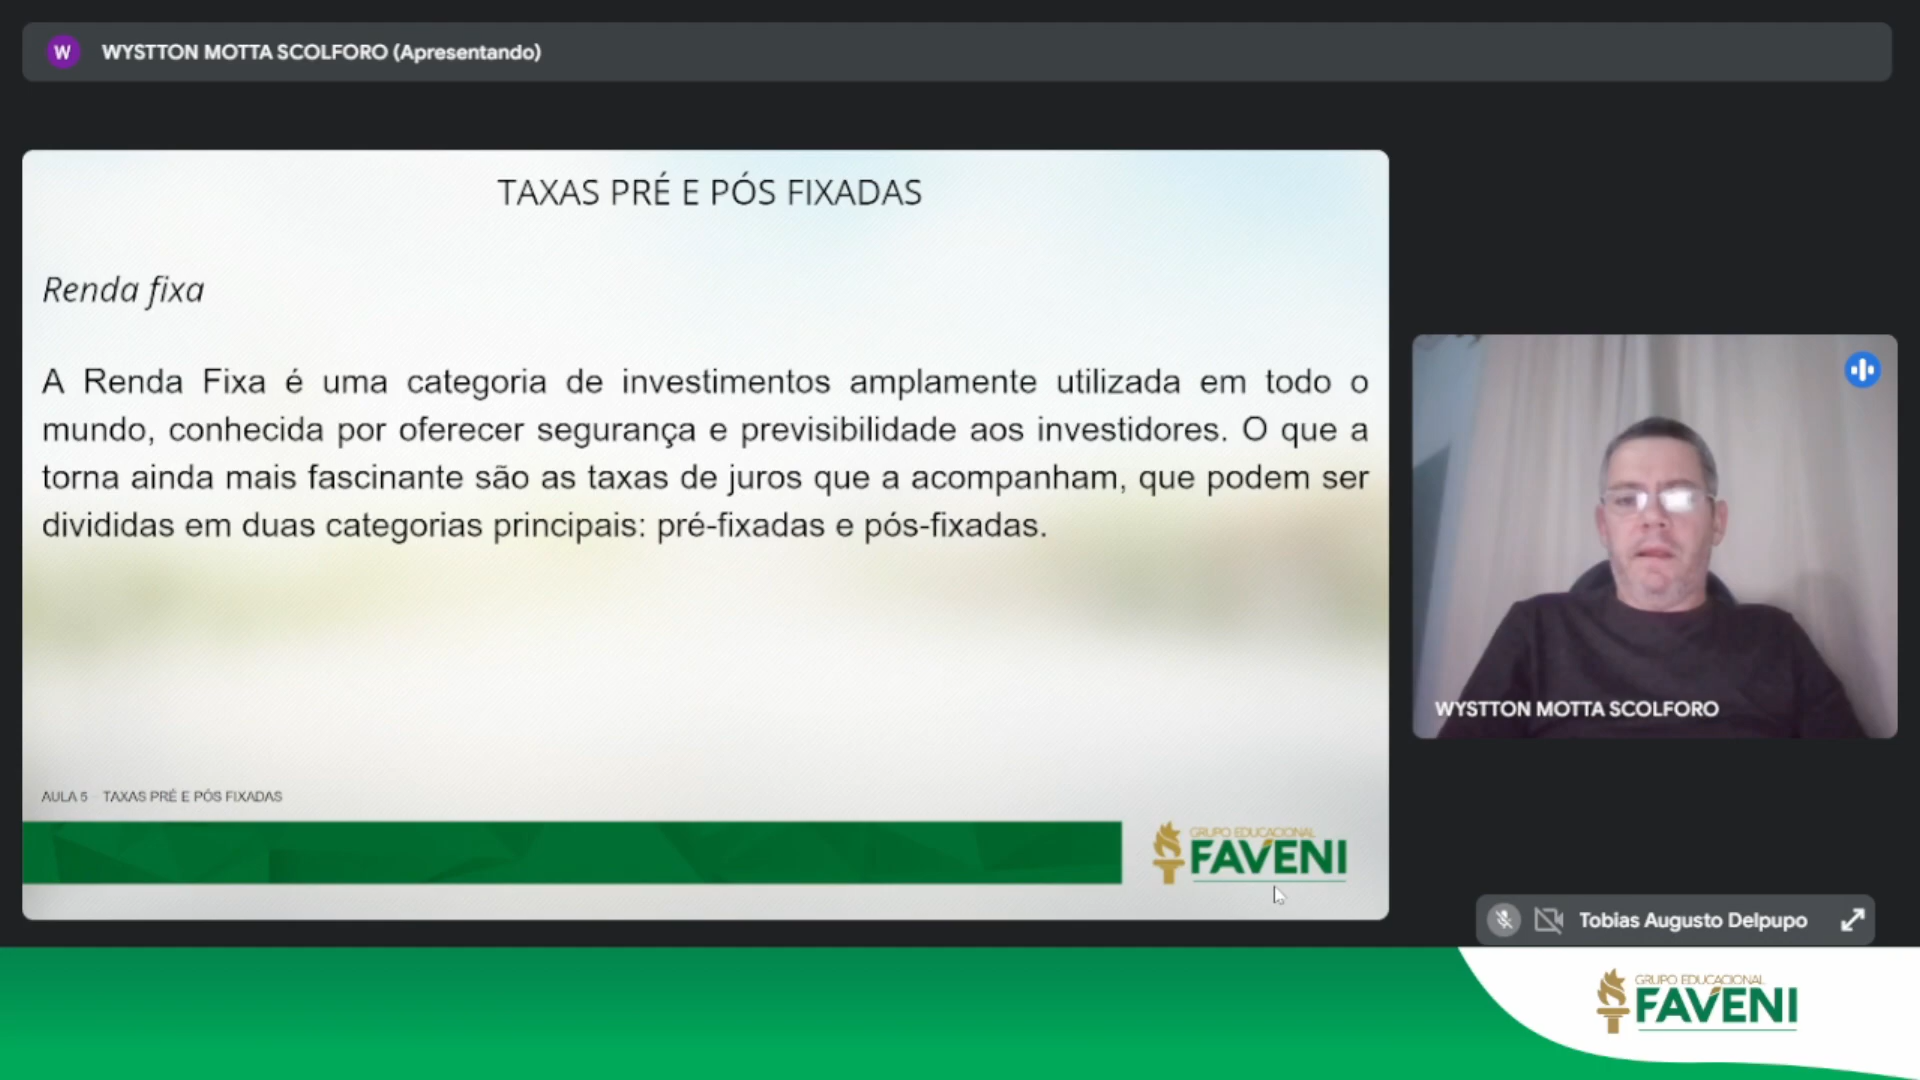 W WYSTTON MOTTA SCOLFORO (Apresentando)
TAXAS PRÉ E PÓS FIXADAS
Renda fixa
A Renda Fixa é uma categoria de investimentos amplamente utilizada em todo o
mundo, conhecida por oferecer segurança e previsibilidade aos investidores. O que a
torna ainda mais fascinante são as taxas de juros que a acompanham, que podem ser
divididas em duas categorias principais: pré-fixadas e pós-fixadas.
AULA 5 - TAXAS PRÉ E PÓS FIXADAS
GRUPO EDUCACIONAL
FAVENI
WYSTTON MOTTA SCOLFORO
Tobias Augusto Delpupo
GRUPO EDUCACIONAL
FAVENI